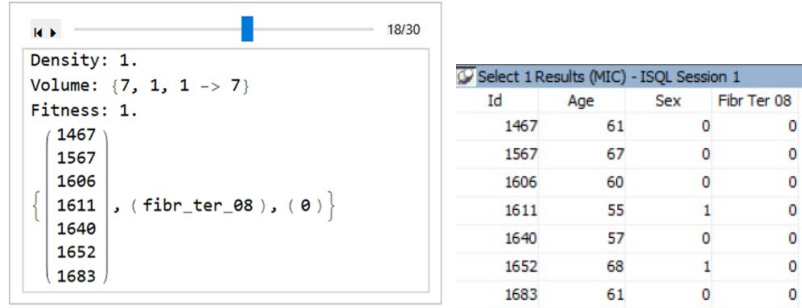 18/30
Density: 1.
Volume: {7, 1, 1 -> 7}
Fitness: 1.
1467
1567
1606
{ 1611 , ( fibr_ter_08 ), ( 0 ) }
1640
1652
1683
Select 1 Results (MIC) - ISQL Session 1
Id Age Sex Fibr Ter 08
1467 61 0 0
1567 67 0 0
1606 60 0 0
1611 55 1 0
1640 57 0 0
1652 68 1 0
1683 61 0 0